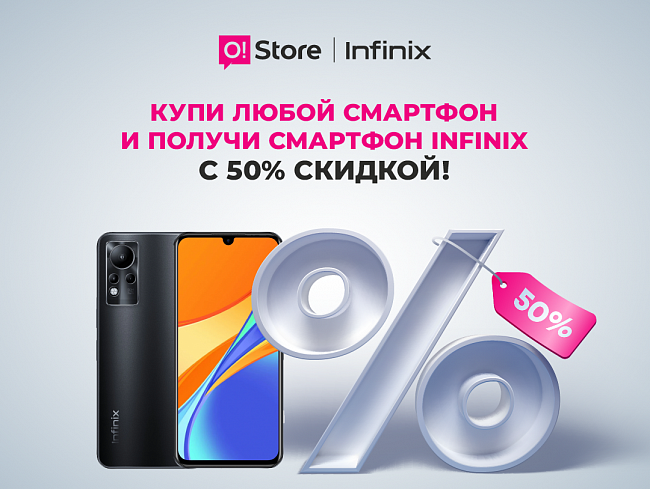 O! Store | Infinix
КУПИ ЛЮБОЙ СМАРТФОН
И ПОЛУЧИ СМАРТФОН INFINIX
С 50% СКИДКОЙ!
Infinix
%
50%